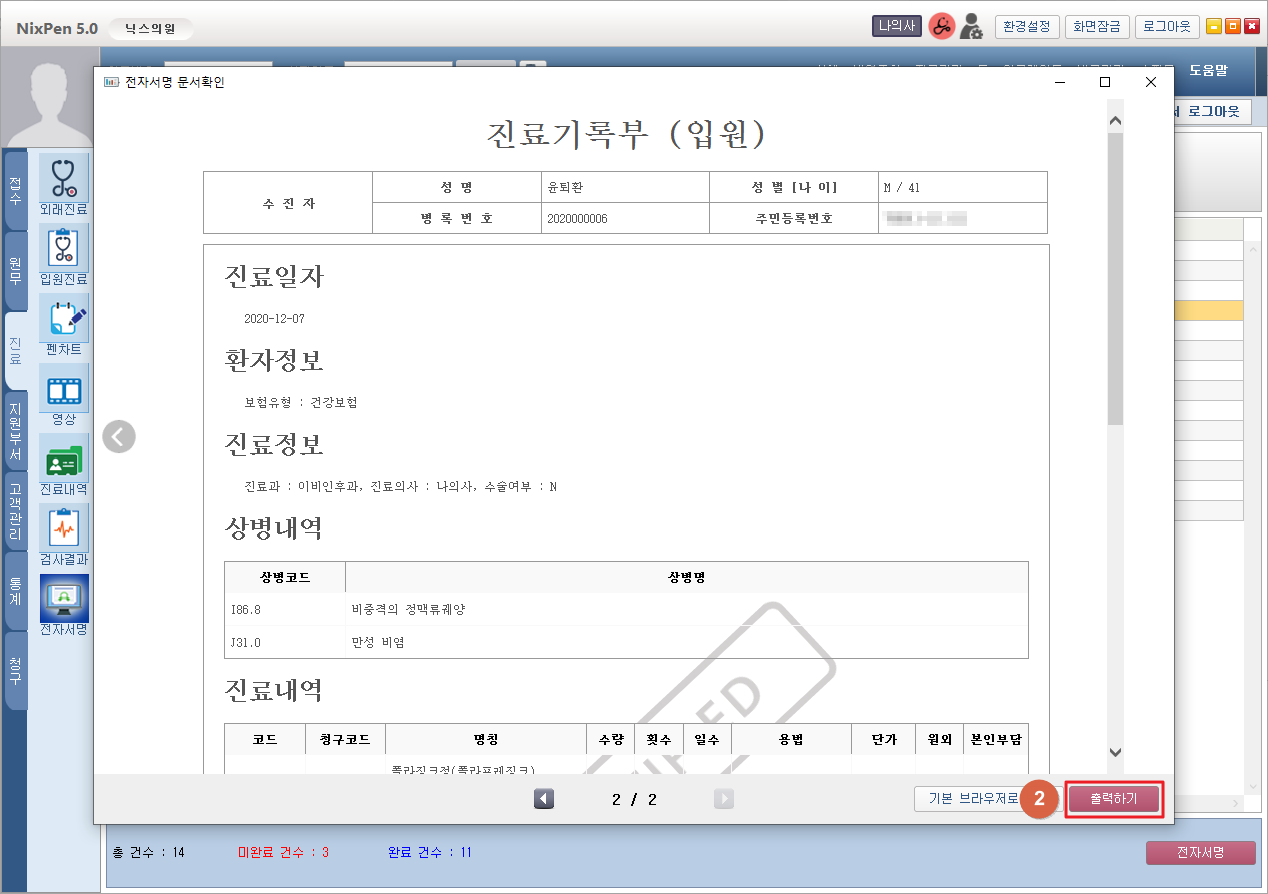 NixPen 5.0
닉스의원
나의사
환경설정
화면잠금
로그아웃
도움말
로그아웃
전자서명 문서확인
접수
원무
진료
지원부서
고객관리
통계
청구
외래진료
입원진료
펜차트
영상
진료내역
검사결과
전자서명
진료기록부 (입원)
수 진 자
성 명
윤퇴환
성 별 [나 이]
M / 41
병 록 번 호
2020000006
주민등록번호
진료일자
2020-12-07
환자정보
보험유형 : 건강보험
진료정보
진료과 : 이비인후과, 진료의사 : 나의사, 수술여부 : N
상병내역
상병코드
상병명
I86.8
비중격의 정맥류궤양
J31.0
만성 비염
진료내역
코드
청구코드
명칭
수량
횟수
일수
용법
단가
원외
본인부담
2 / 2
기본 브라우저로
2
출력하기
총 건수 : 14
미완료 건수 : 3
완료 건수 : 11
전자서명